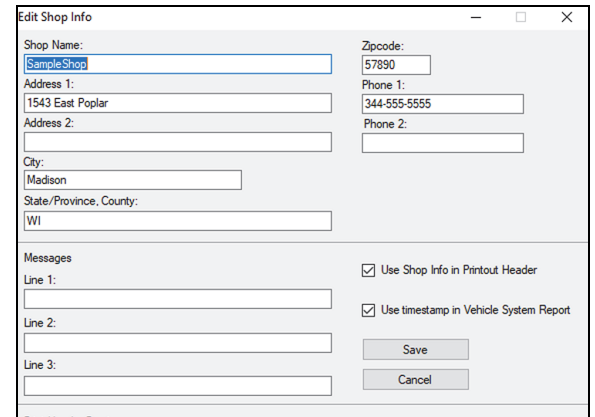 Edit Shop Info
Shop Name:
SampleShop
Address 1:
1543 East Poplar
Address 2:
City:
Madison
State/Province, County:
WI
Zipcode:
57890
Phone 1:
344-555-5555
Phone 2:
Messages
Line 1:
Line 2:
Line 3:
Use Shop Info in Printout Header
Use timestamp in Vehicle System Report
Save
Cancel